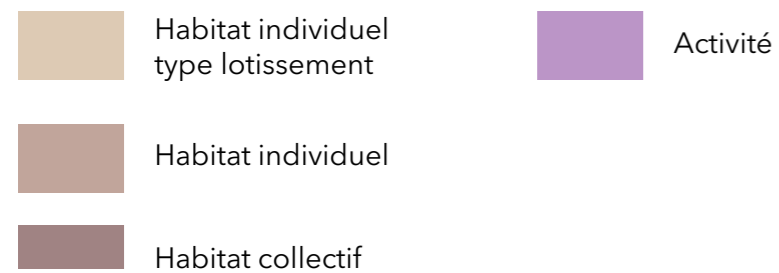 Habitat individuel
type lotissement
Habitat individuel
Habitat collectif
Activité